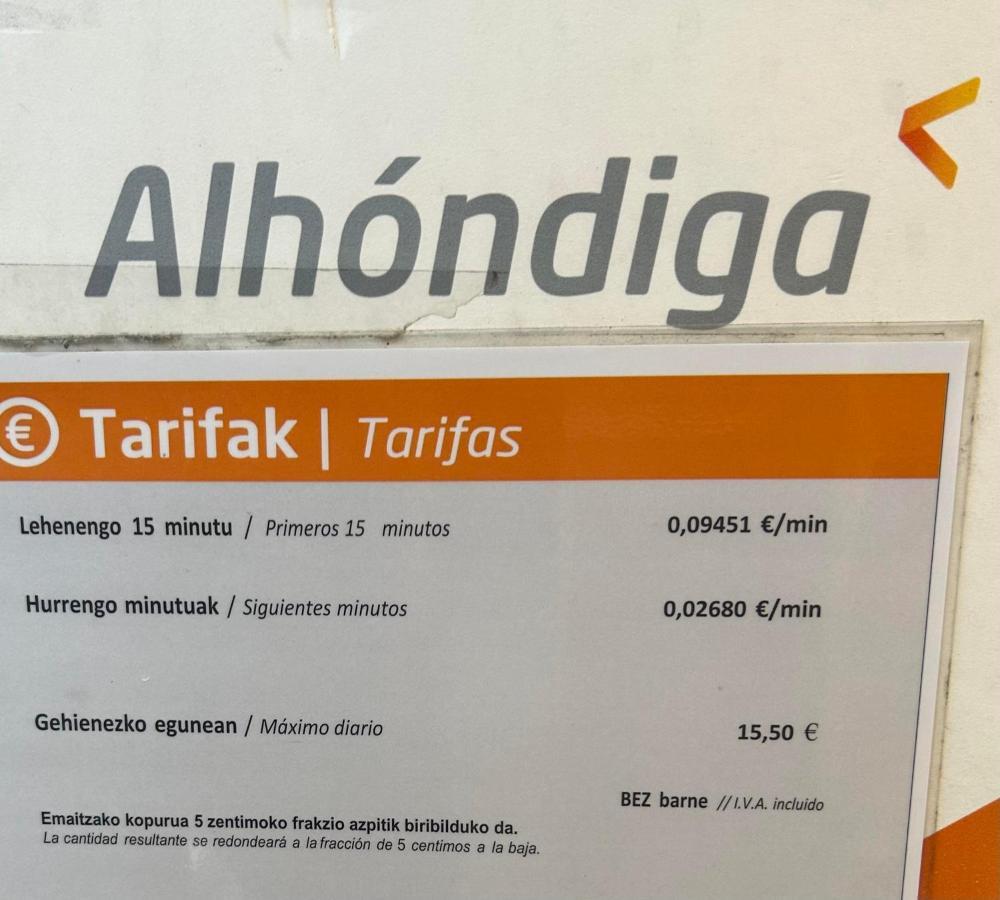 Alhóndiga
€ Tarifak | Tarifas
Lehenengo 15 minutu / Primeros 15 minutos 0,09451 €/min
Hurrengo minutuak / Siguientes minutos 0,02680 €/min
Gehienezko egunean / Máximo diario 15,50 €
BEZ barne // I.V.A. incluido
Emaitzako kopurua 5 zentimoko frakzio azpitik biribilduko da.
La cantidad resultante se redondeará a la fracción de 5 centimos a la baja.